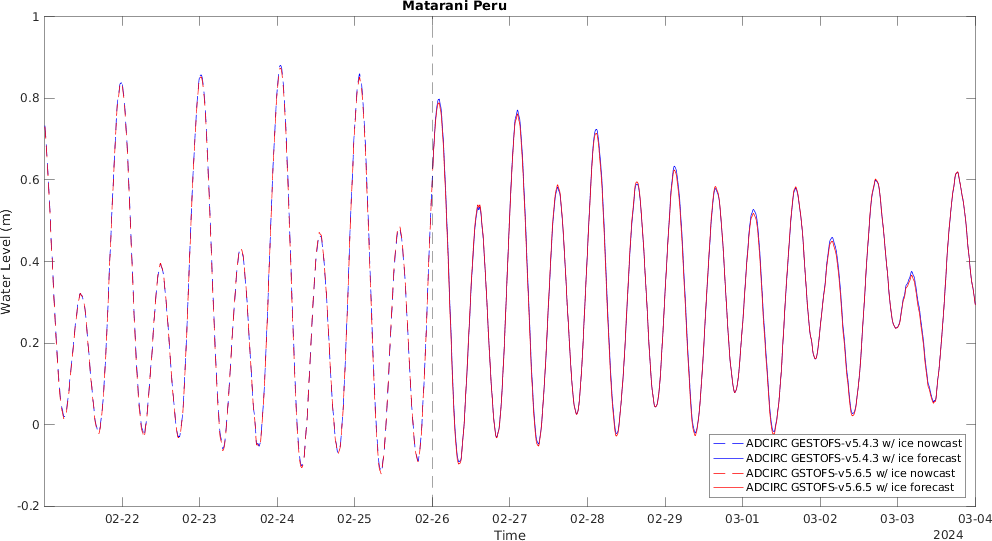 Matarani Peru
1
0.8
0.6
0.4
0.2
0
-0.2
Water Level (m)
ADCIRC GESTOFS-v5.4.3 w/ ice nowcast
ADCIRC GESTOFS-v5.4.3 w/ ice forecast
ADCIRC GSTOFS-v5.6.5 w/ ice nowcast
ADCIRC GSTOFS-v5.6.5 w/ ice forecast
02-22 02-23 02-24 02-25 02-26 02-27 02-28 02-29 03-01 03-02 03-03 03-04
Time
2024